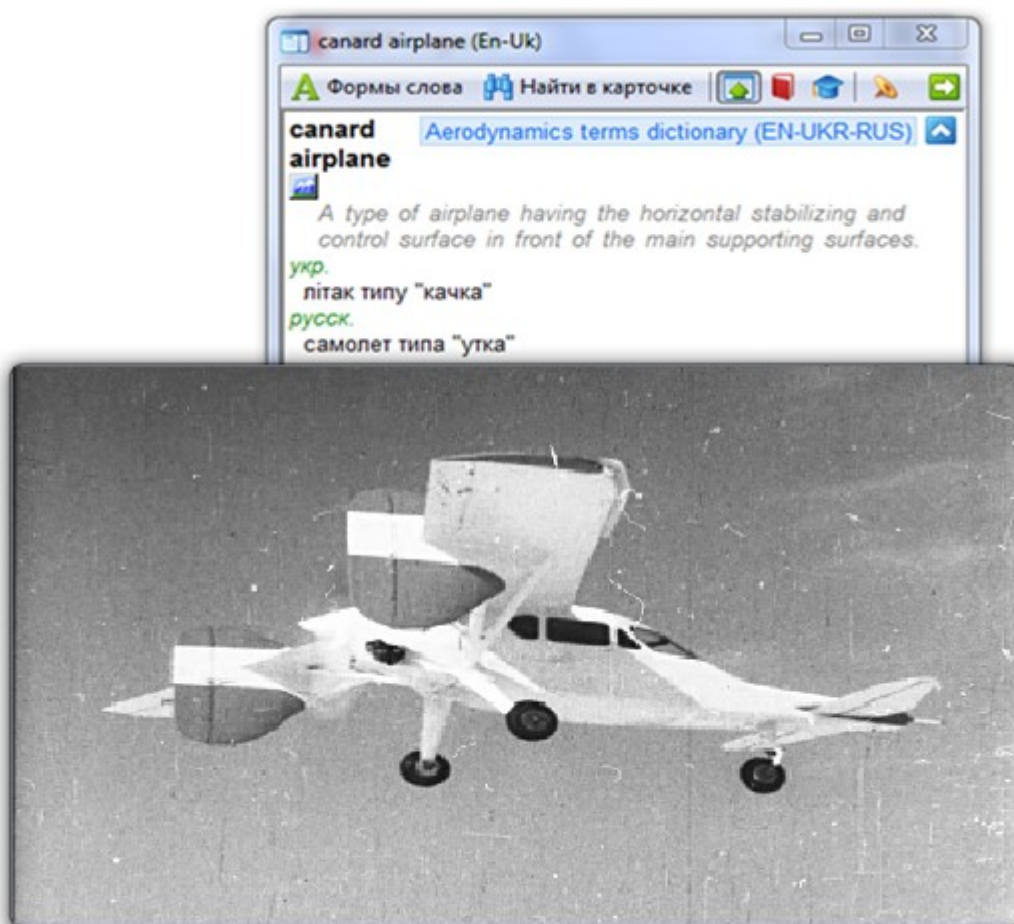 canard airplane (En-Uk)
Формы слова Найти в карточке
canard Aerodynamics terms dictionary (EN-UKR-RUS)
airplane
A type of airplane having the horizontal stabilizing and
control surface in front of the main supporting surfaces.
укр.
літак типу "качка"
русск.
самолет типа "утка"